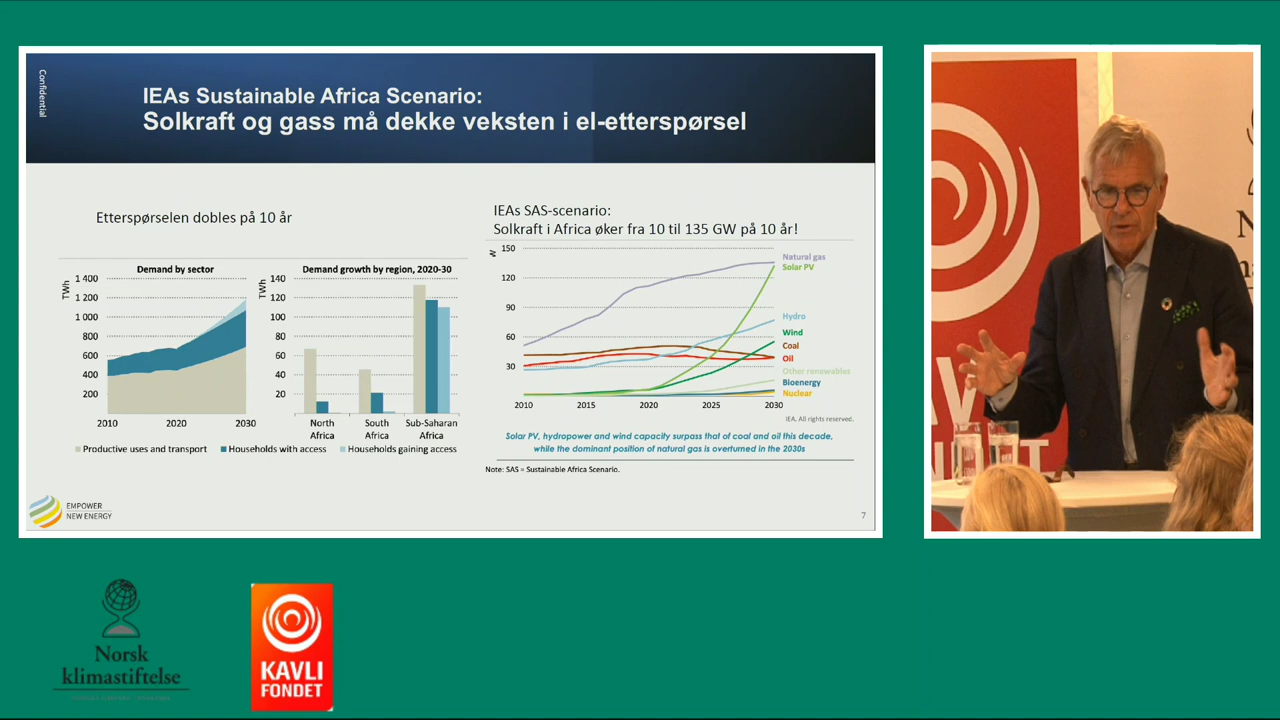 Confidential
IEAs Sustainable Africa Scenario:
Solkraft og gass må dekke veksten i el-etterspørsel
Etterspørselen dobles på 10 år
Demand by sector
TWh
1 400
1 200
1 000
800
600
400
200
2010
2020
2030
Demand growth by region, 2020-30
TWh
140
120
100
80
60
40
20
North
Africa
South
Africa
Sub-Saharan
Africa
Productive uses and transport
Households with access
Households gaining access
IEAs SAS-scenario:
Solkraft i Africa øker fra 10 til 135 GW på 10 år!
150
120
90
60
30
2010
2015
2020
2025
2030
Natural gas
Solar PV
Hydro
Wind
Coal
Oil
Other renewables
Bioenergy
Nuclear
IEA. All rights reserved.
Solar PV, hydropower and wind capacity surpass that of coal and oil this decade,
while the dominant position of natural gas is overturned in the 2030s
Note: SAS = Sustainable Africa Scenario.
EMPOWER
NEW ENERGY
7
Norsk
klimastiftelse
KAVLI
FONDET